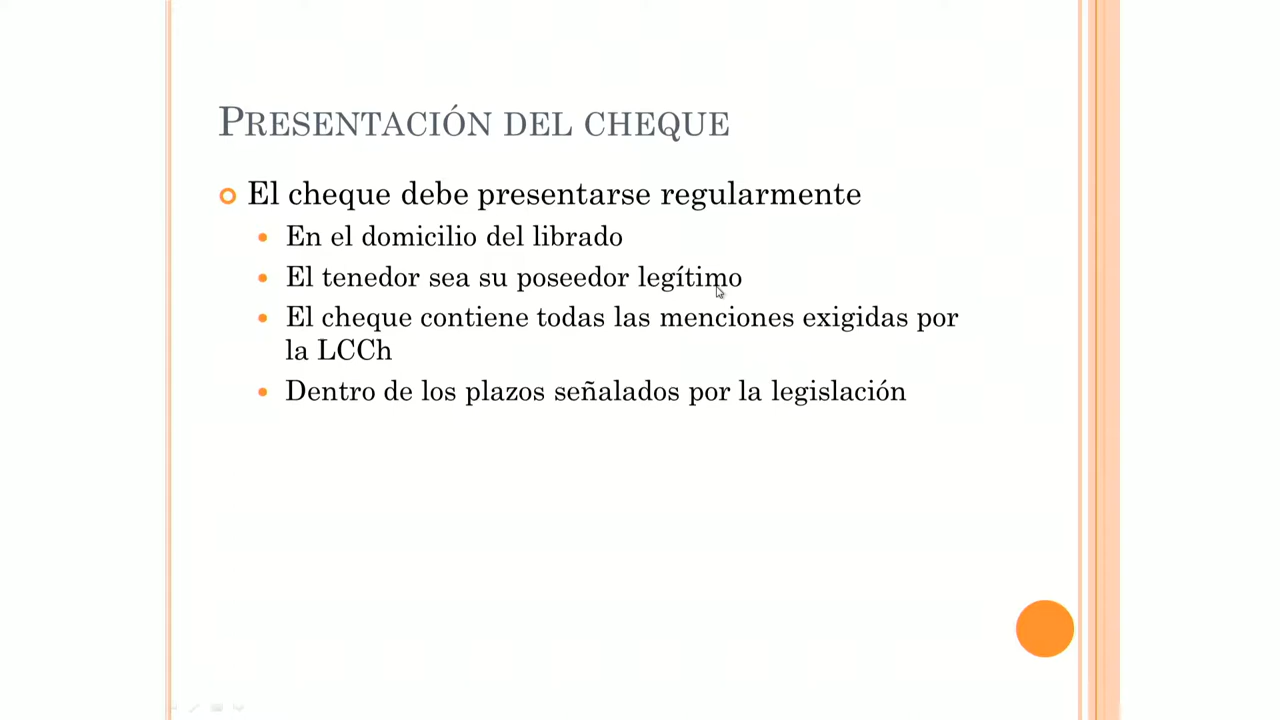 PRESENTACIÓN DEL CHEQUE
El cheque debe presentarse regularmente
En el domicilio del librado
El tenedor sea su poseedor legítimo
El cheque contiene todas las menciones exigidas por
la LCCh
Dentro de los plazos señalados por la legislación